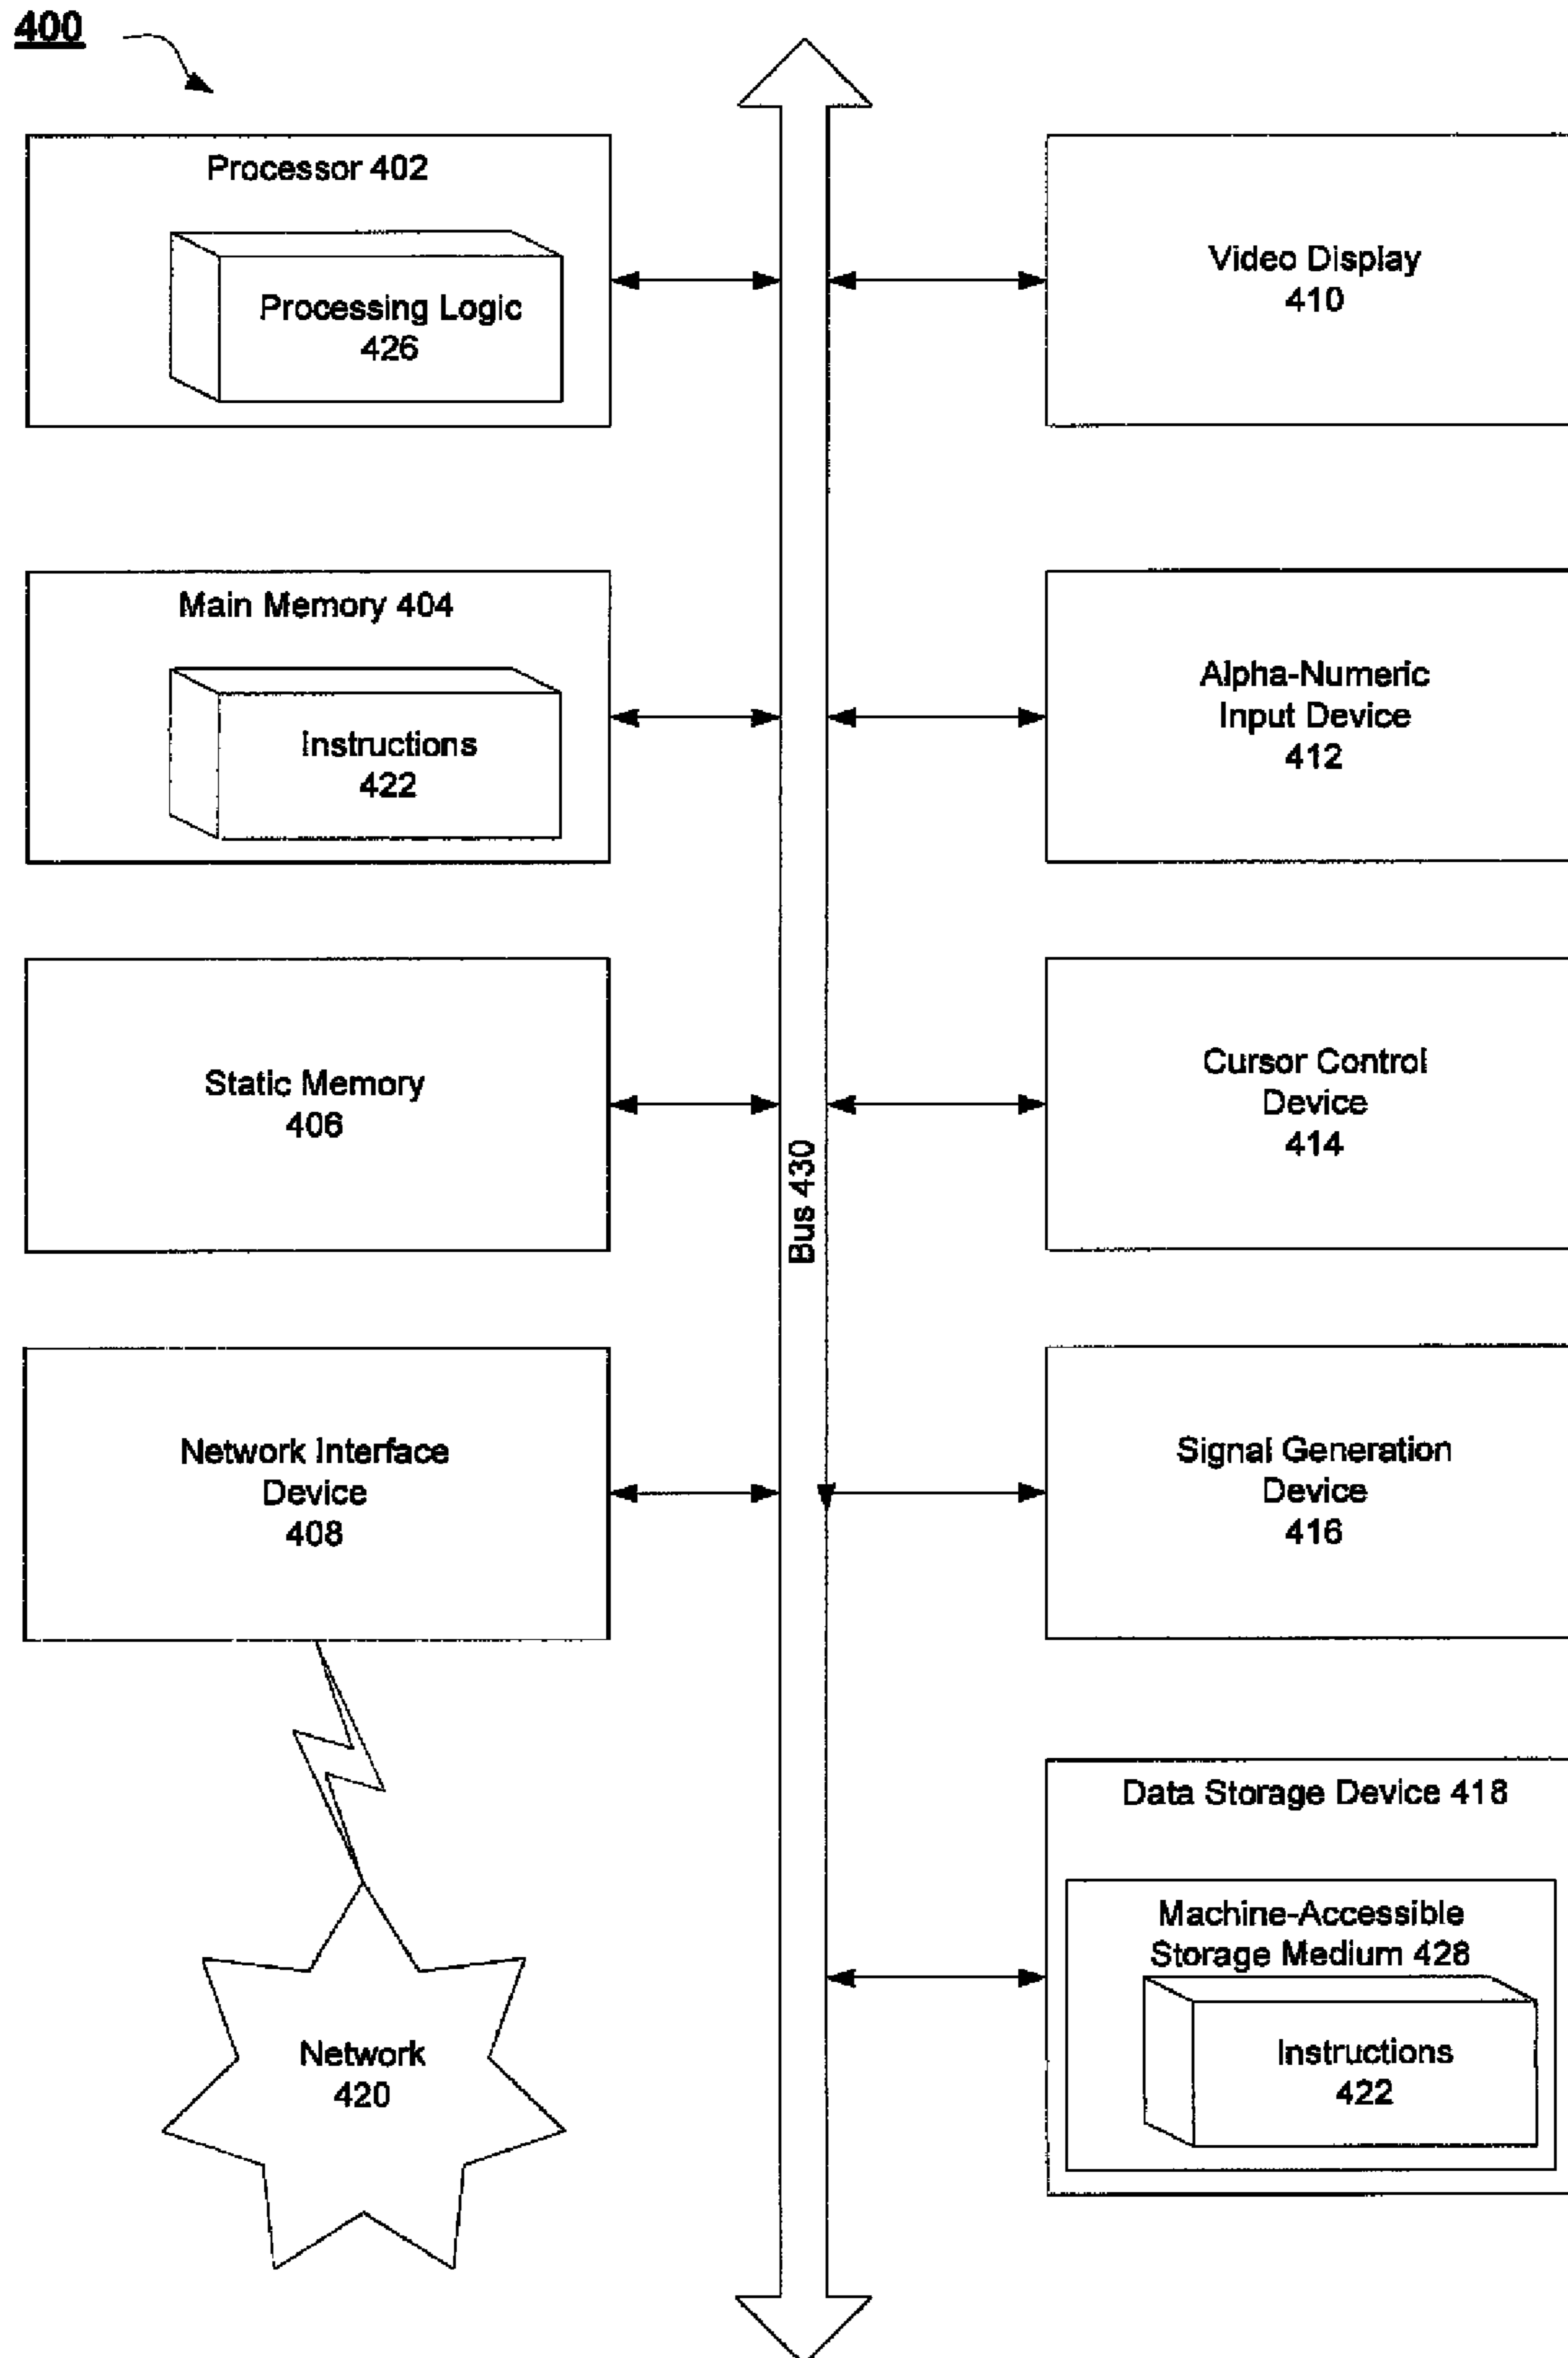 400
Processor 402
Processing Logic
426
Main Memory 404
Instructions
422
Static Memory
406
Network Interface
Device
408
Network
420
Bus 430
Video Display
410
Alpha-Numeric
Input Device
412
Cursor Control
Device
414
Signal Generation
Device
416
Data Storage Device 418
Machine-Accessible
Storage Medium 428
Instructions
422